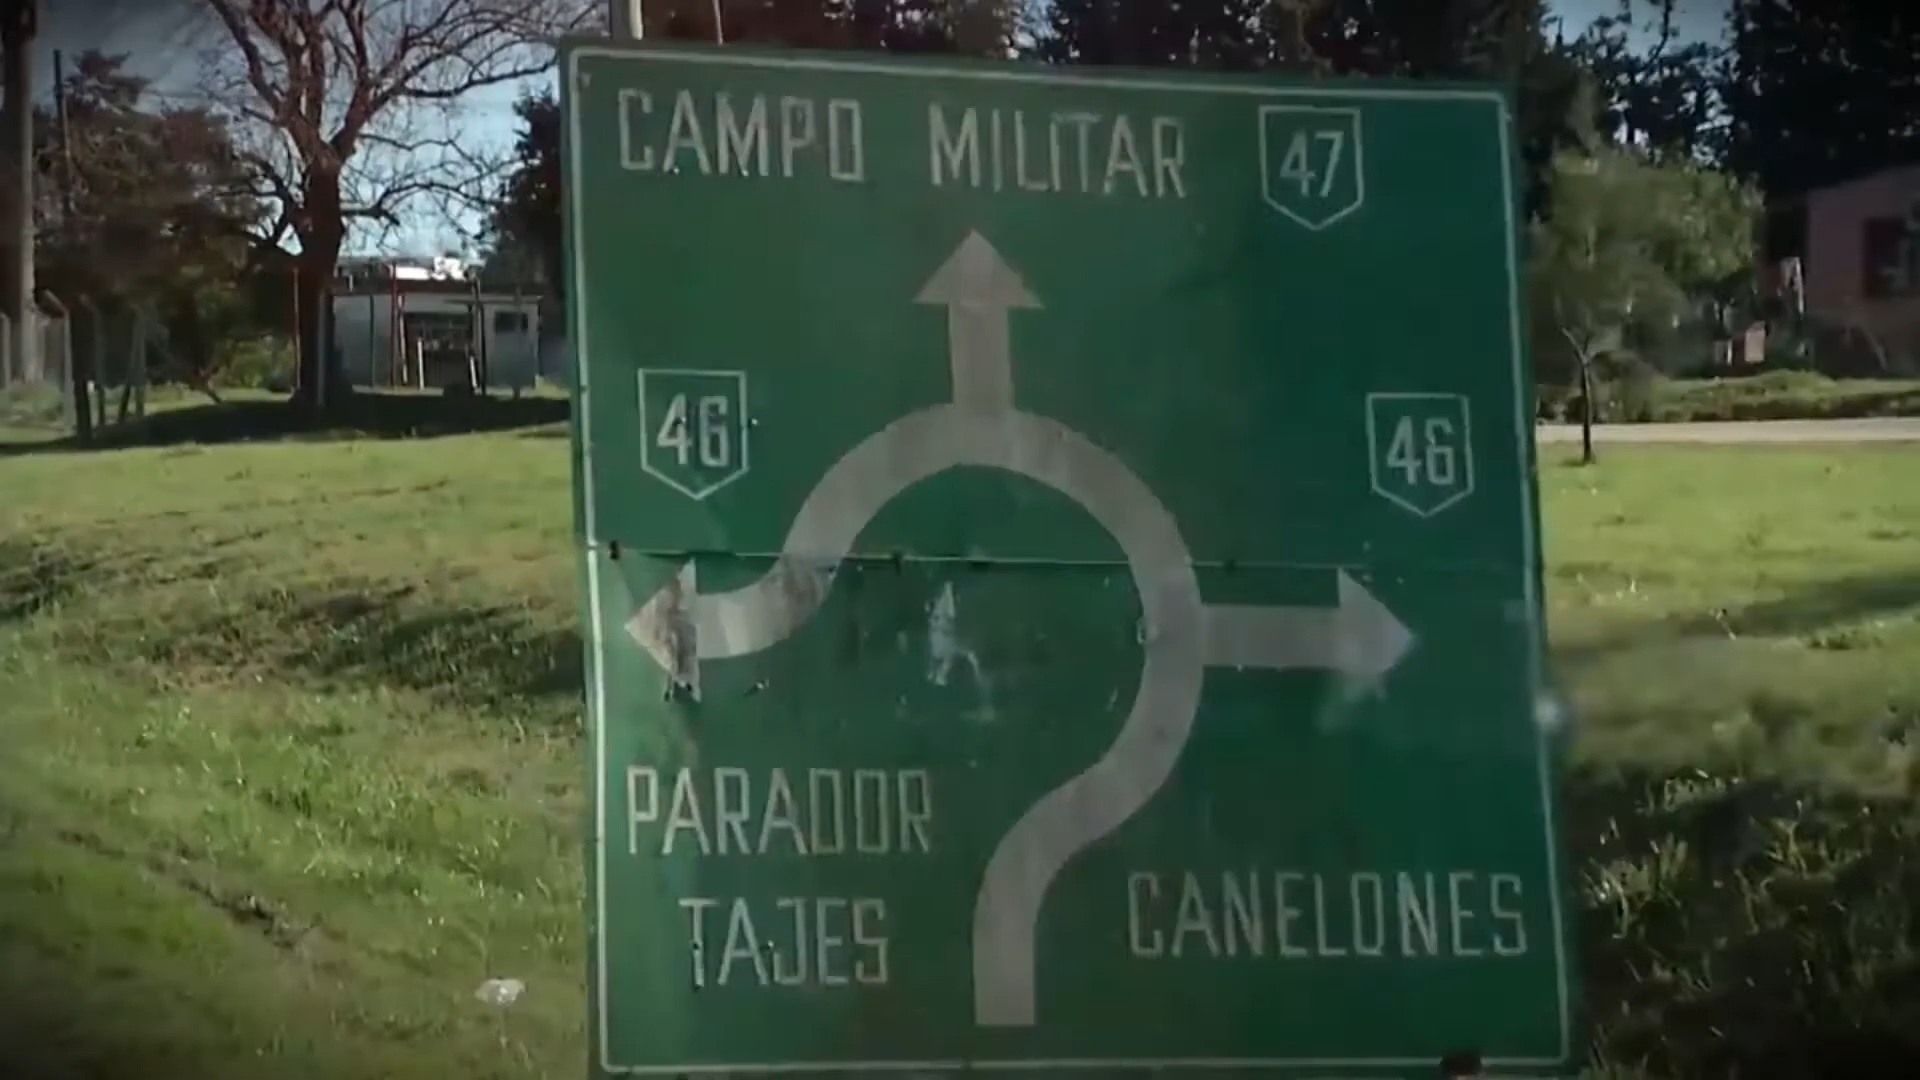 CAMPO MILITAR 47
46
46
PARADOR
TAJES
CANELONES